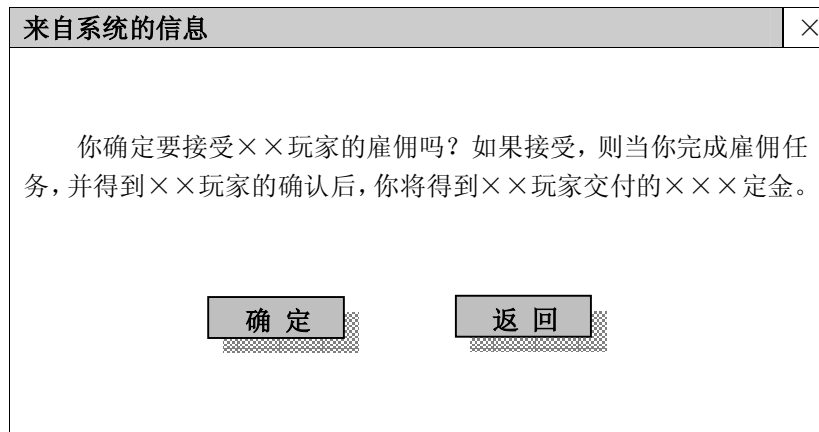 来自系统的信息 ×
你确定要接受××玩家的雇佣吗？如果接受，则当你完成雇佣任
务，并得到××玩家的确认后，你将得到××玩家交付的×××定金。
确 定 返 回